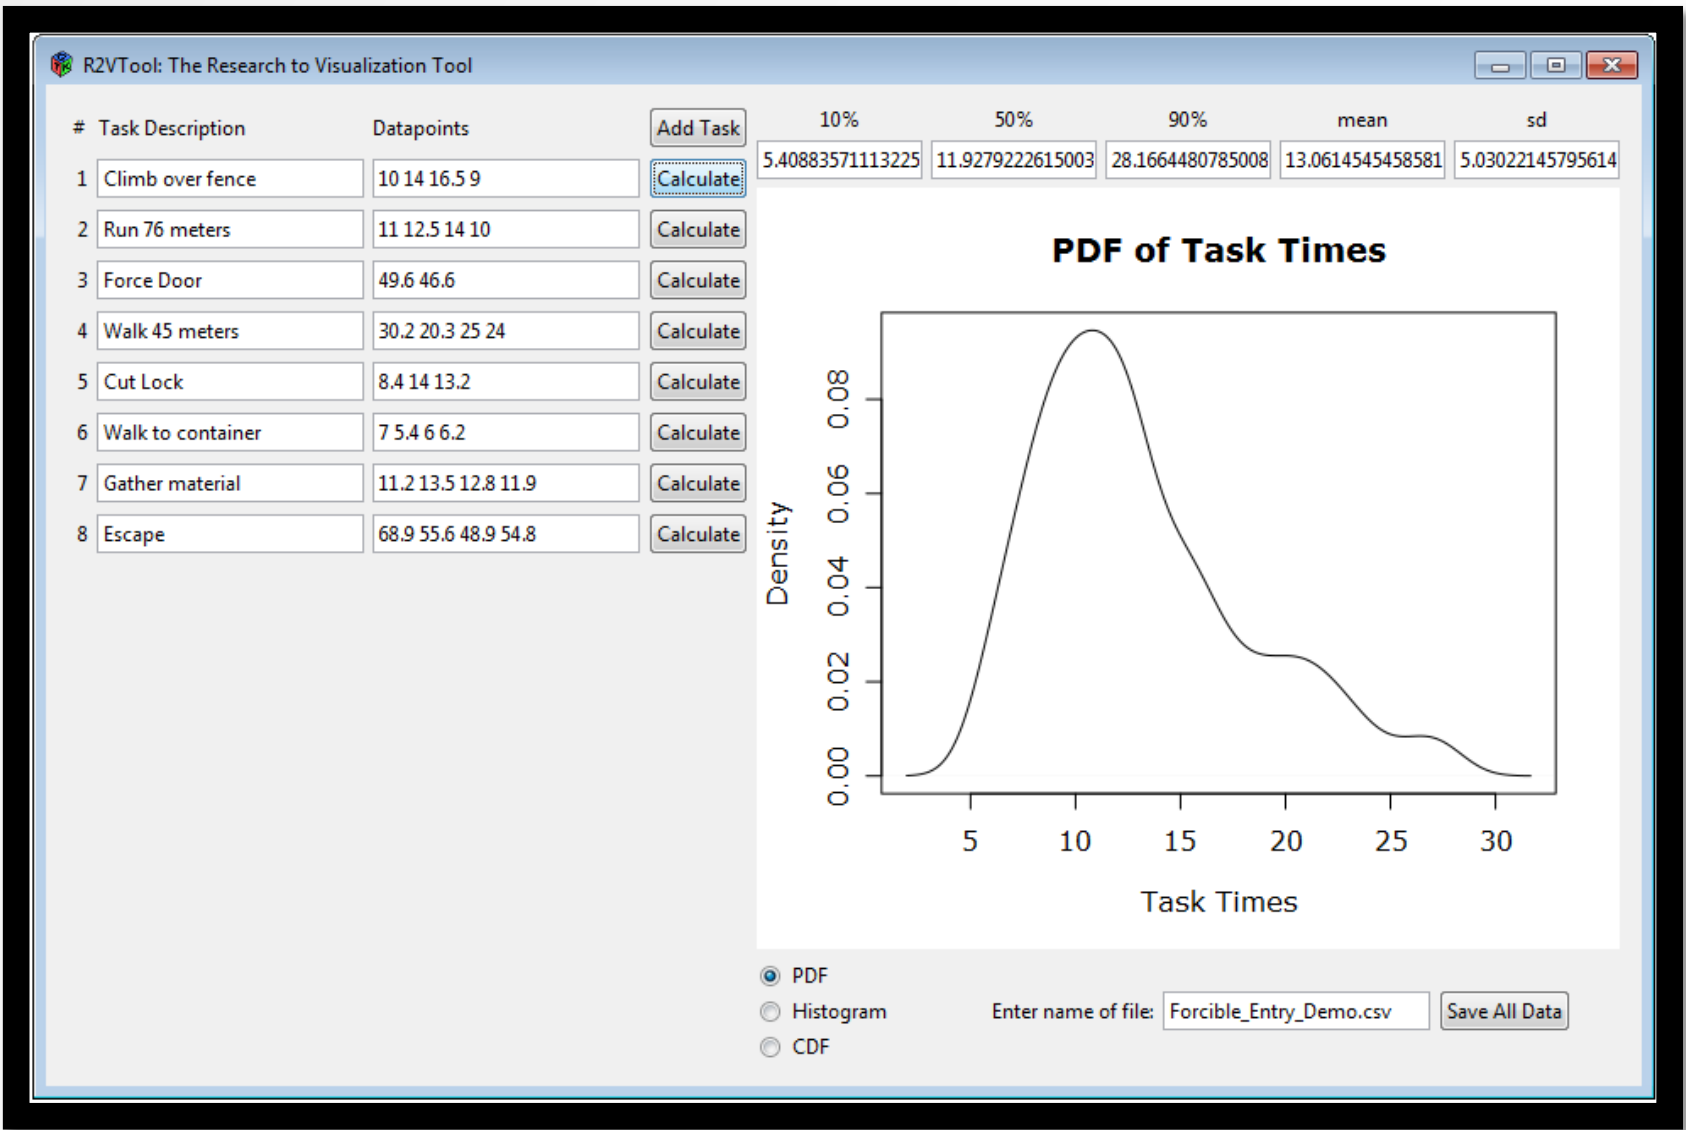 R2VTool: The Research to Visualization Tool
# Task Description Datapoints Add Task
1 Climb over fence 10 14 16.5 9 Calculate
2 Run 76 meters 11 12.5 14 10 Calculate
3 Force Door 49.6 46.6 Calculate
4 Walk 45 meters 30.2 20.3 25 24 Calculate
5 Cut Lock 8.4 14 13.2 Calculate
6 Walk to container 7 5.4 6 6.2 Calculate
7 Gather material 11.2 13.5 12.8 11.9 Calculate
8 Escape 68.9 55.6 48.9 54.8 Calculate
10% 50% 90% mean sd
5.40883571113225 11.9279222615003 28.1664480785008 13.0614545458581 5.03022145795614
PDF of Task Times
Density
0.08
0.06
0.04
0.02
0.00
5 10 15 20 25 30
Task Times
PDF
Histogram
CDF
Enter name of file: Forcible_Entry_Demo.csv Save All Data